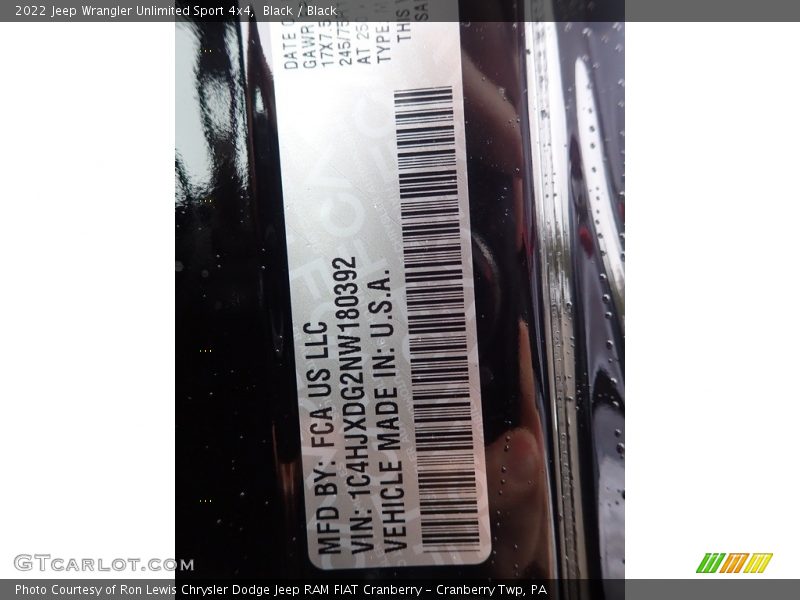 2022 Jeep Wrangler Unlimited Sport 4x4, Black / Black
DATE O
GAWR
17X7.5
245/75
AT 250
TYPE:
THIS V
SA
MFD BY: FCA US LLC
VIN: 1C4HJXDG2NW180392
VEHICLE MADE IN: U.S.A.
GTcarlot.com
Photo Courtesy of Ron Lewis Chrysler Dodge Jeep RAM FIAT Cranberry - Cranberry Twp, PA